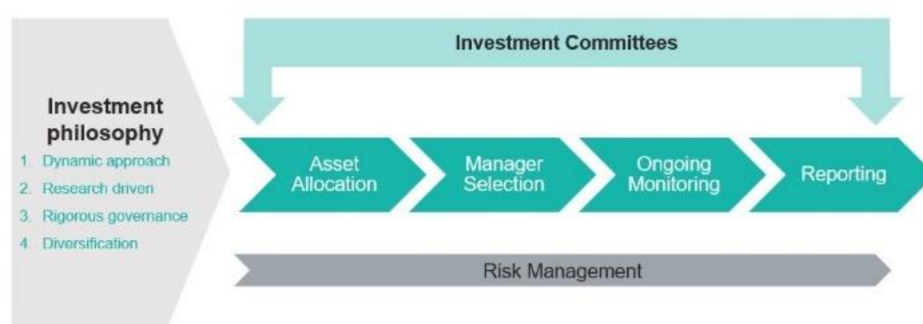 Investment Committees
Investment
philosophy
1. Dynamic approach
2. Research driven
3. Rigorous governance
4. Diversification
Asset
Allocation
Manager
Selection
Ongoing
Monitoring
Reporting
Risk Management